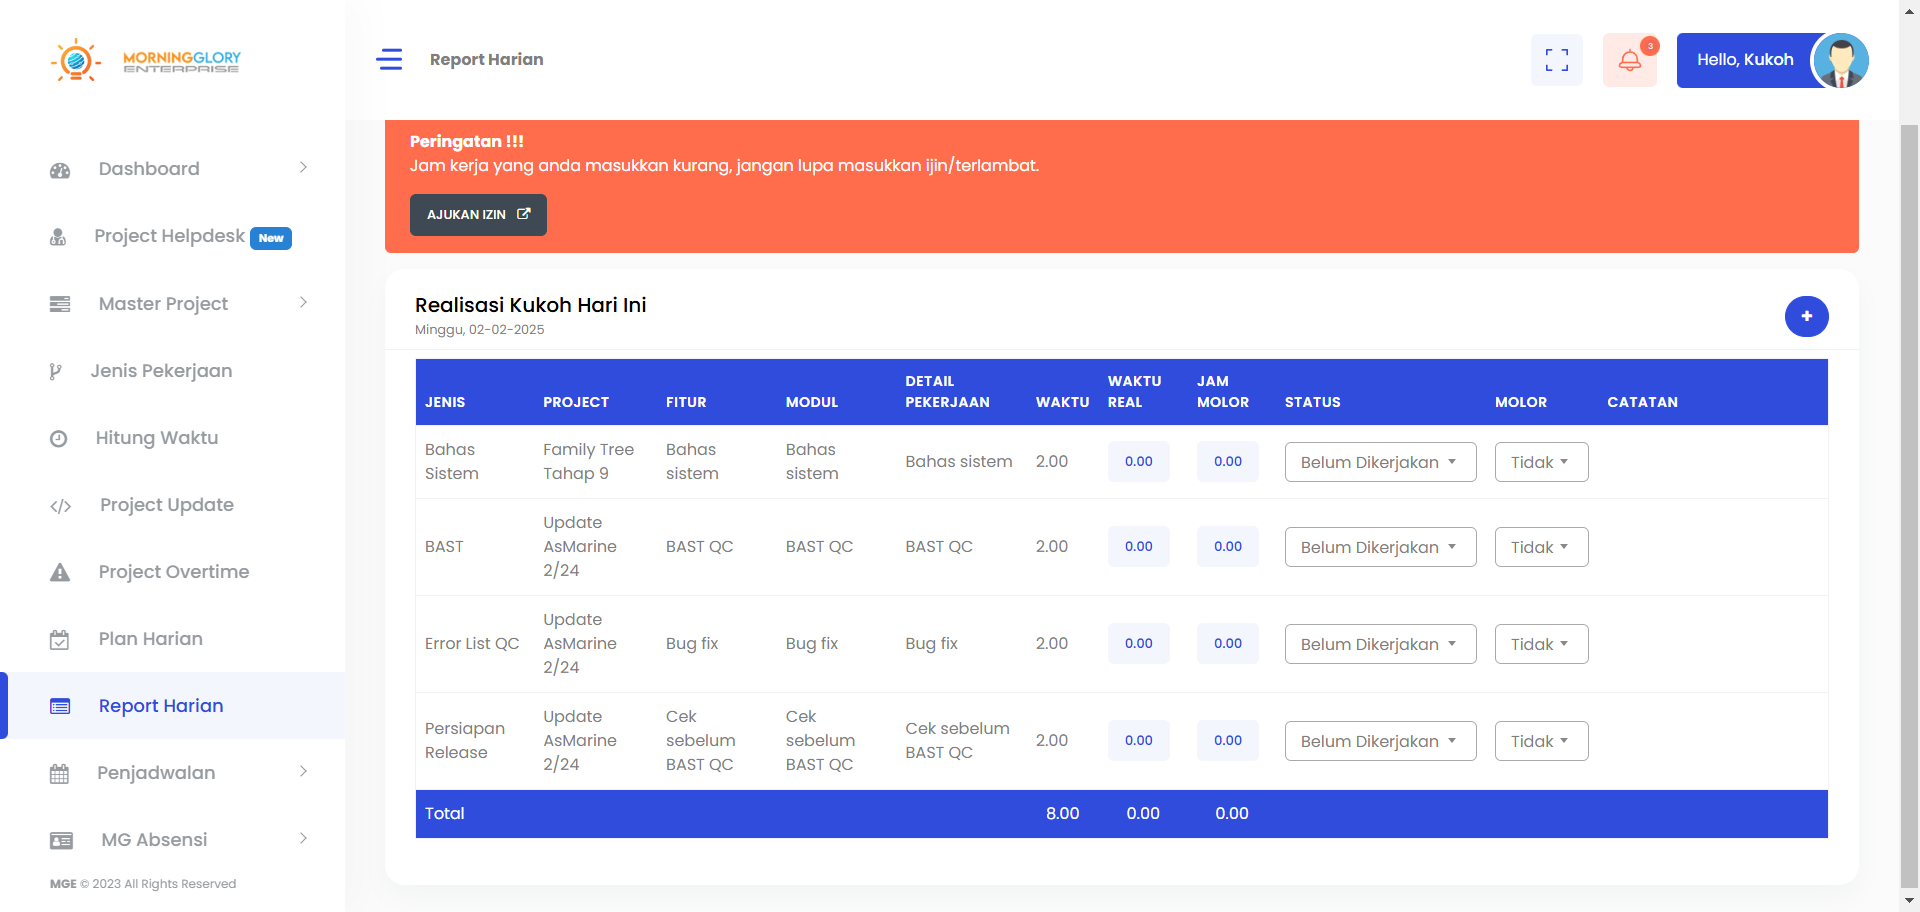 MORNINGGLORY
ENTERPRISE
Report Harian
3
Hello, Kukoh
Dashboard
Project Helpdesk New
Master Project
Jenis Pekerjaan
Hitung Waktu
Project Update
Project Overtime
Plan Harian
Report Harian
Penjadwalan
MG Absensi
MGE © 2023 All Rights Reserved
Peringatan !!!
Jam kerja yang anda masukkan kurang, jangan lupa masukkan ijin/terlambat.
AJUKAN IZIN
Realisasi Kukoh Hari Ini
Minggu, 02-02-2025
JENIS PROJECT FITUR MODUL DETAIL PEKERJAAN WAKTU WAKTU REAL JAM MOLOR STATUS MOLOR CATATAN
Bahas Sistem Family Tree Tahap 9 Bahas sistem Bahas sistem Bahas sistem 2.00 0.00 0.00 Belum Dikerjakan Tidak
BAST Update AsMarine 2/24 BAST QC BAST QC BAST QC 2.00 0.00 0.00 Belum Dikerjakan Tidak
Error List QC Update AsMarine 2/24 Bug fix Bug fix Bug fix 2.00 0.00 0.00 Belum Dikerjakan Tidak
Persiapan Release Update AsMarine 2/24 Cek sebelum BAST QC Cek sebelum BAST QC Cek sebelum BAST QC 2.00 0.00 0.00 Belum Dikerjakan Tidak
Total 8.00 0.00 0.00